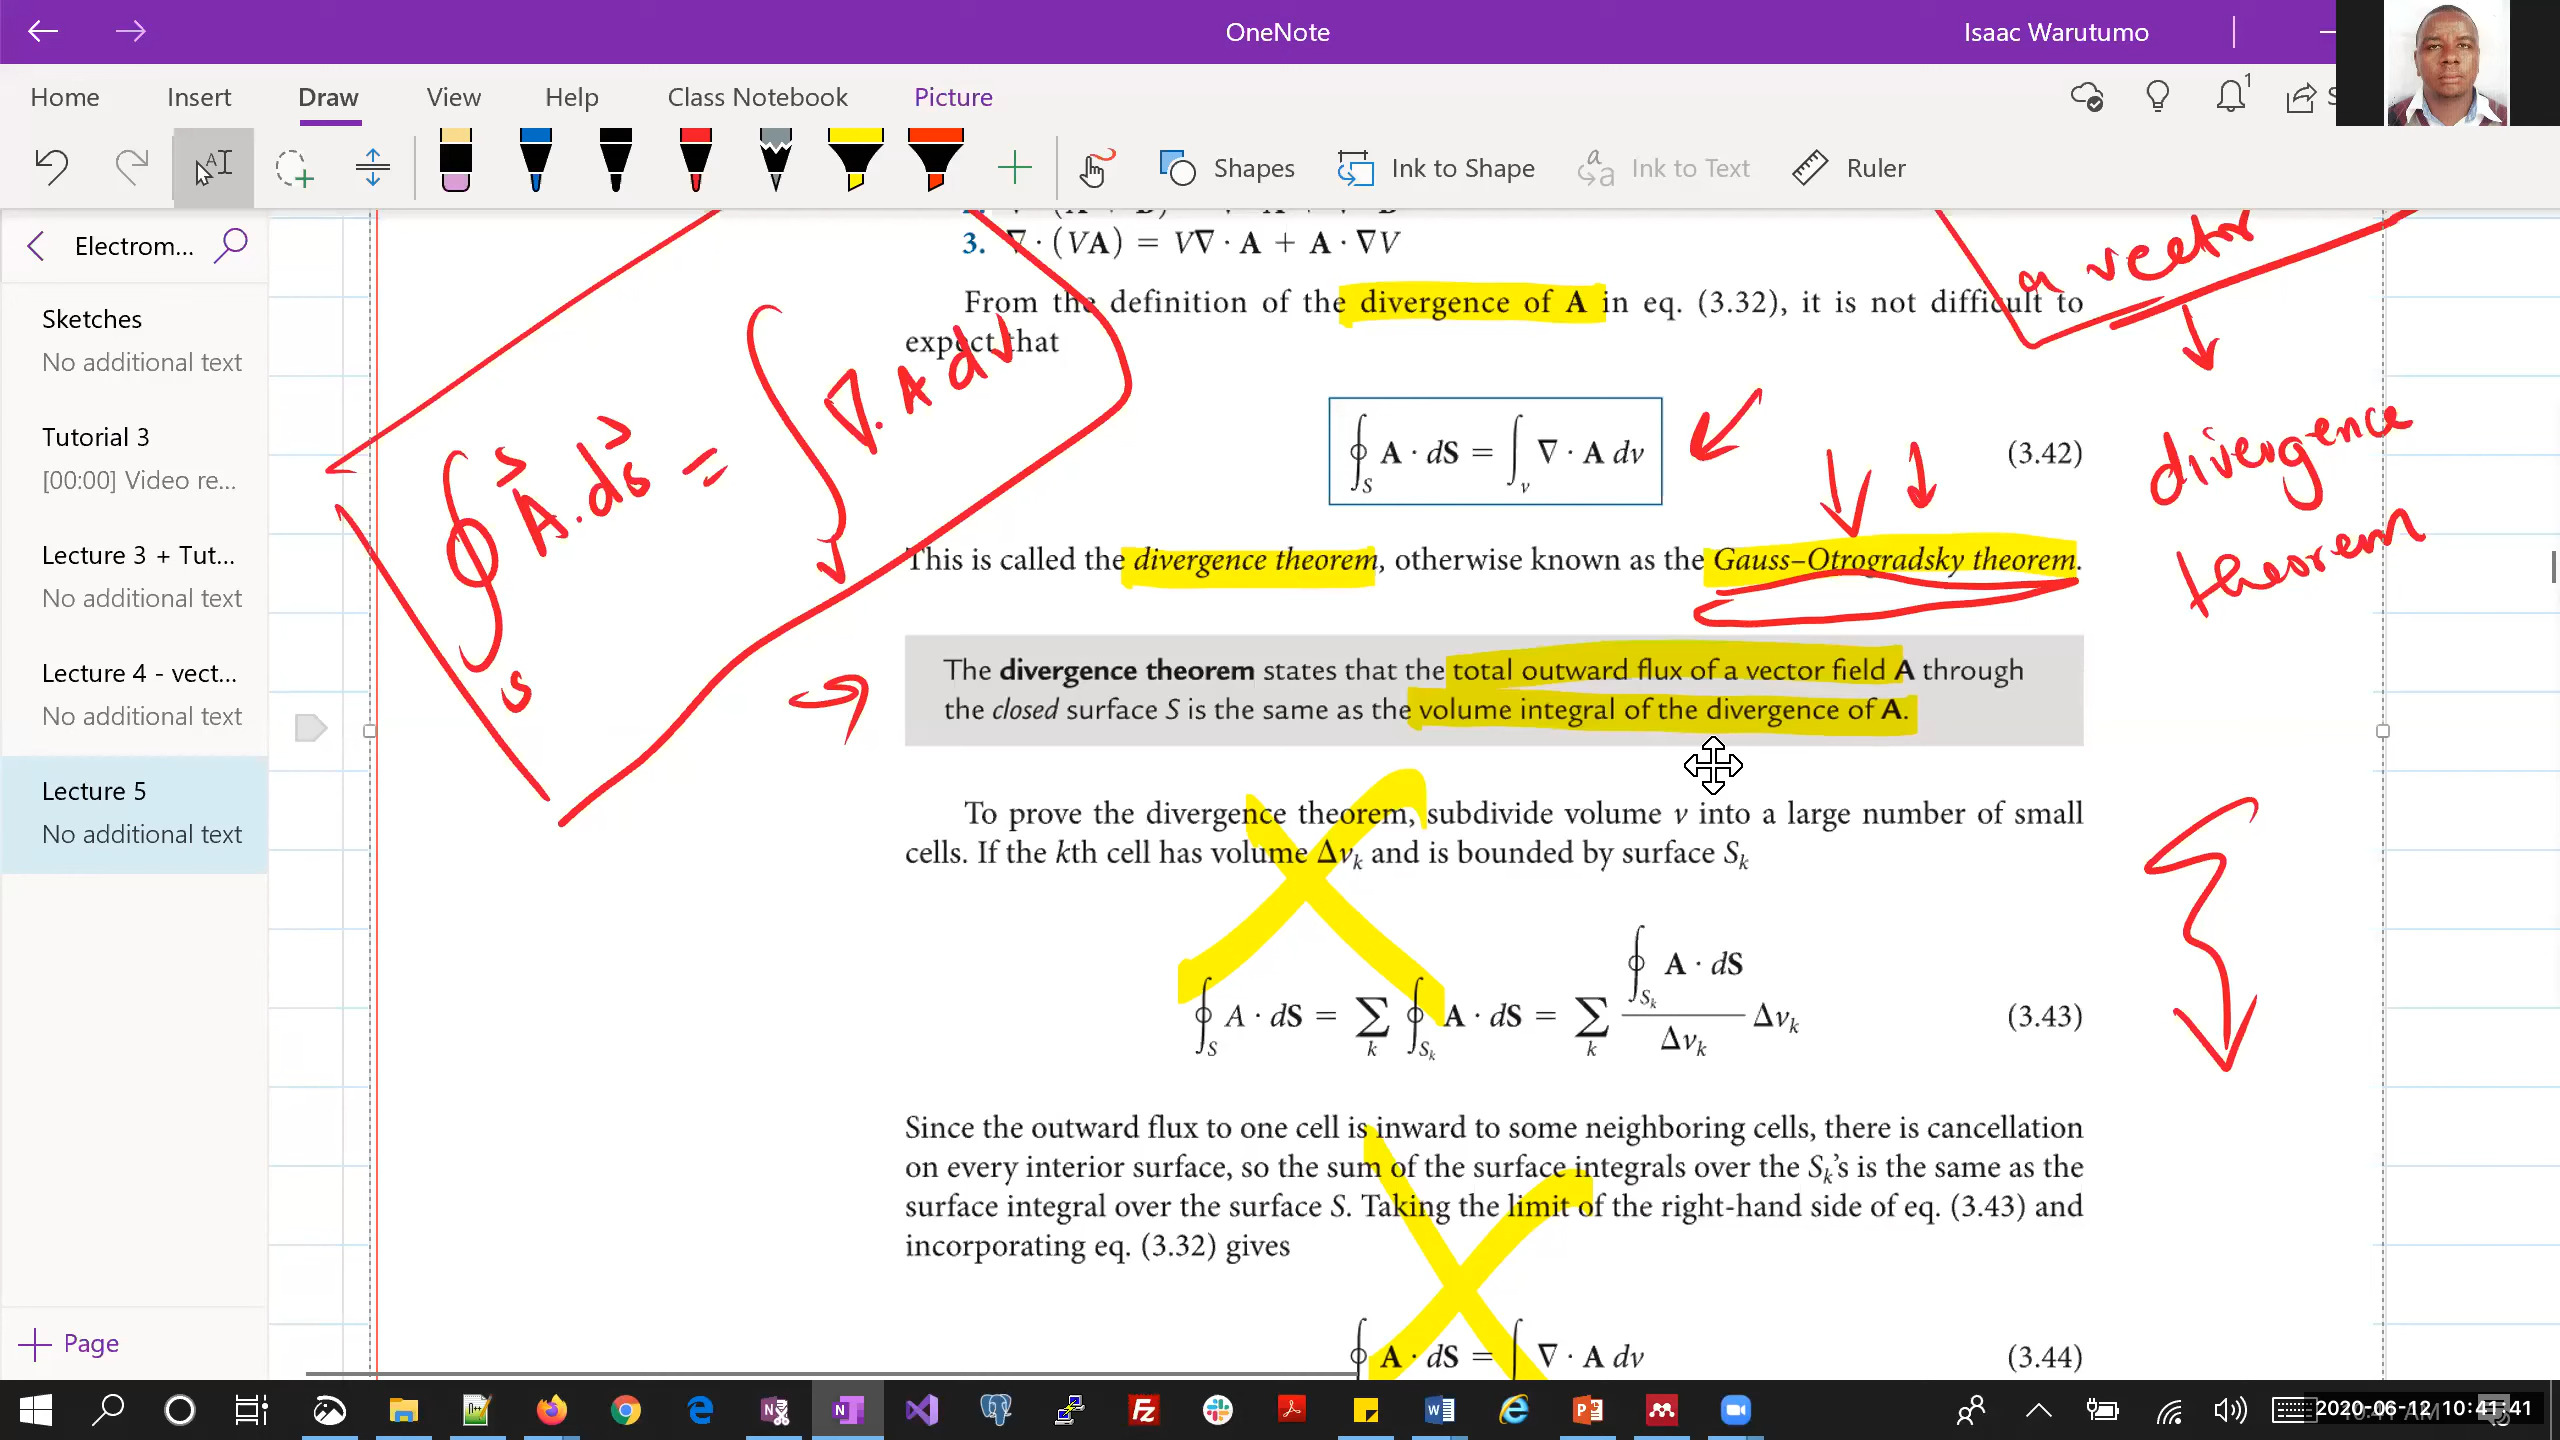 OneNote
Isaac Warutumo
Home Insert Draw View Help Class Notebook Picture
1
Shapes Ink to Shape Ink to Text Ruler
Electrom...
Sketches
No additional text
Tutorial 3
[00:00] Video re...
Lecture 3 + Tut...
No additional text
Lecture 4 - vect...
No additional text
Lecture 5
No additional text
Page
3. ∇ · (VA) = V∇ · A + A · ∇V
a vector
From the definition of the divergence of A in eq. (3.32), it is not difficult to
expect that
∮S A · dS = ∫v ∇ · A dv (3.42)
∮s A⃗ . ds⃗ = ∫v ∇ . A dv
divergence
theorem
This is called the divergence theorem, otherwise known as the Gauss–Otrogradsky theorem.
The divergence theorem states that the total outward flux of a vector field A through
the closed surface S is the same as the volume integral of the divergence of A.
To prove the divergence theorem, subdivide volume v into a large number of small
cells. If the kth cell has volume Δvk and is bounded by surface Sk
∮S A · dS = ∑k ∮Sk A · dS = ∑k (∮Sk A · dS / Δvk) Δvk (3.43)
Since the outward flux to one cell is inward to some neighboring cells, there is cancellation
on every interior surface, so the sum of the surface integrals over the Sk's is the same as the
surface integral over the surface S. Taking the limit of the right-hand side of eq. (3.43) and
incorporating eq. (3.32) gives
∮ A · dS = ∫ ∇ · A dv (3.44)
2020-06-12 10:41:41